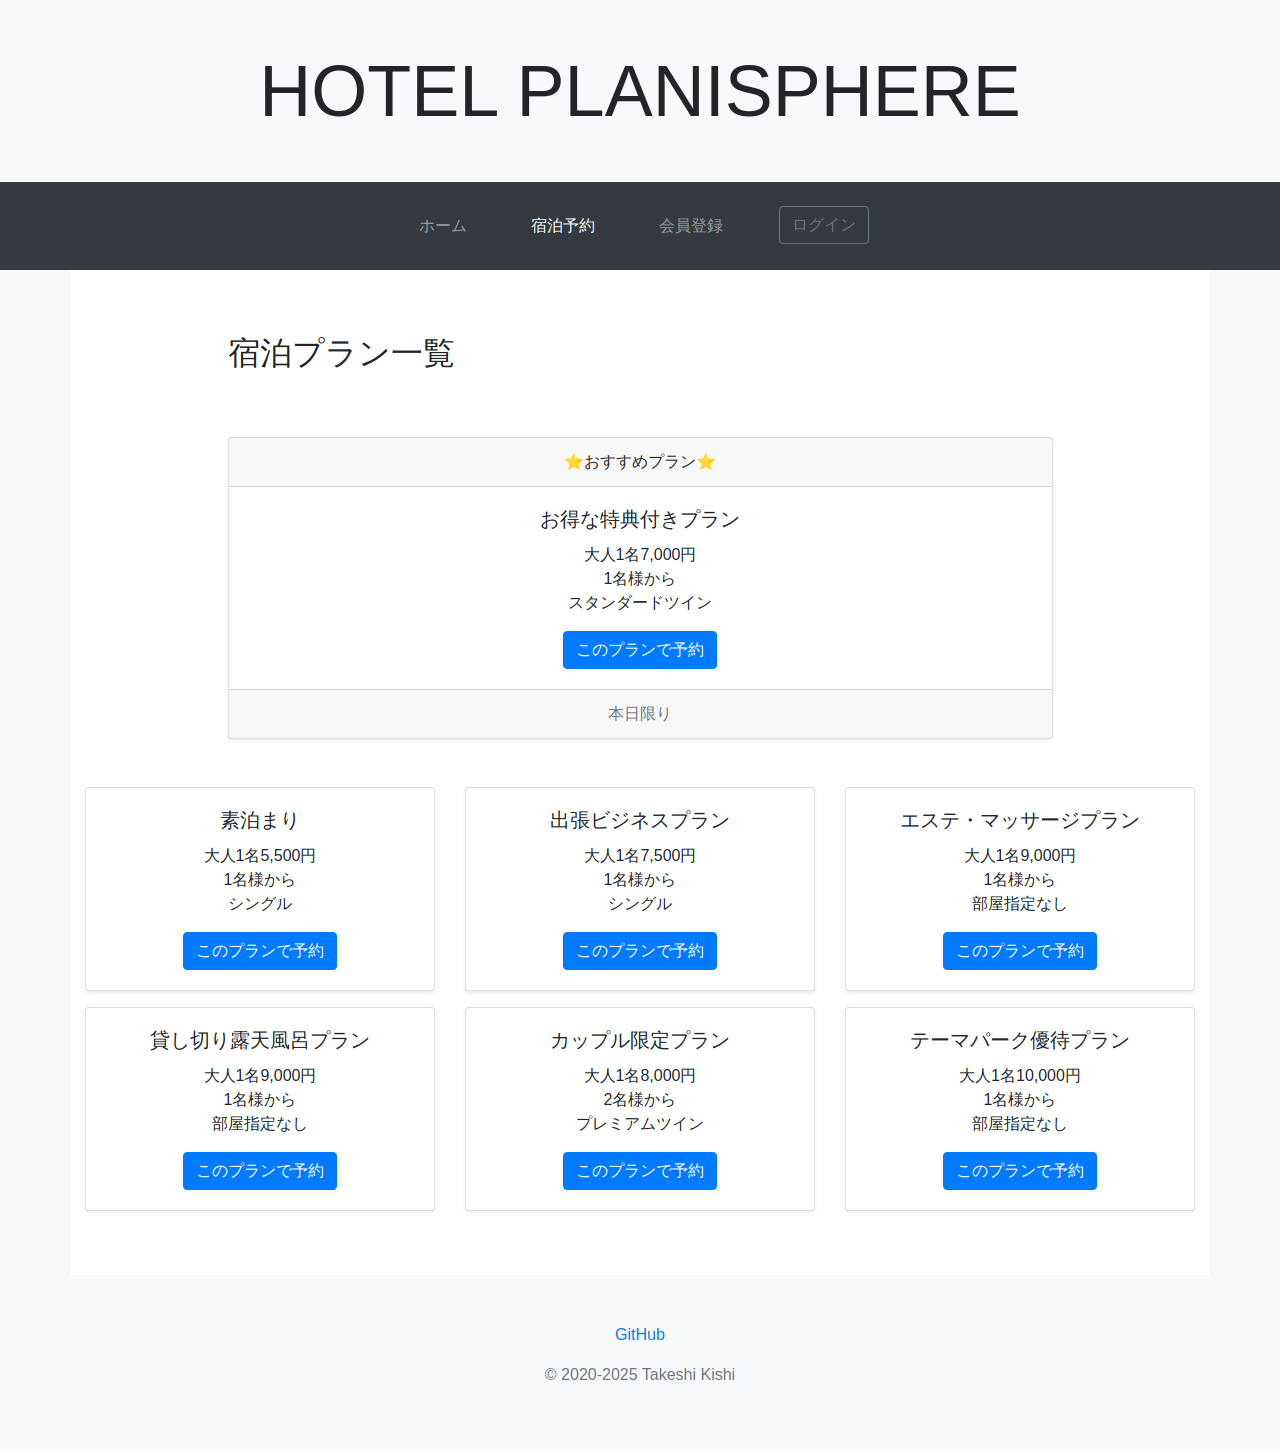 HOTEL PLANISPHERE
ホーム 宿泊予約 会員登録 ログイン
宿泊プラン一覧
⭐おすすめプラン⭐
お得な特典付きプラン
大人1名7,000円
1名様から
スタンダードツイン
このプランで予約
本日限り
素泊まり
大人1名5,500円
1名様から
シングル
このプランで予約
出張ビジネスプラン
大人1名7,500円
1名様から
シングル
このプランで予約
エステ・マッサージプラン
大人1名9,000円
1名様から
部屋指定なし
このプランで予約
貸し切り露天風呂プラン
大人1名9,000円
1名様から
部屋指定なし
このプランで予約
カップル限定プラン
大人1名8,000円
2名様から
プレミアムツイン
このプランで予約
テーマパーク優待プラン
大人1名10,000円
1名様から
部屋指定なし
このプランで予約
GitHub
© 2020-2025 Takeshi Kishi